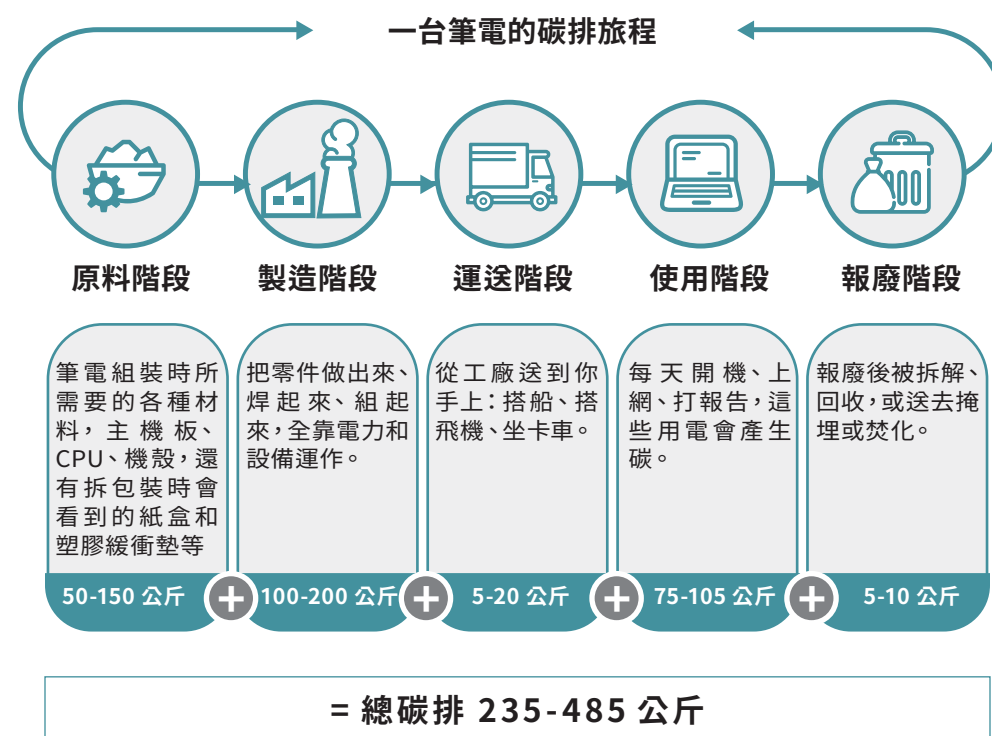 一台筆電的碳排旅程
原料階段
製造階段
運送階段
使用階段
報廢階段
筆電組裝時所
需要的各種材
料，主機板、
CPU、機殼，還
有拆包裝時會
看到的紙盒和
塑膠緩衝墊等
50-150 公斤
+
把零件做出來、
焊起來、組起
來，全靠電力和
設備運作。
100-200 公斤
+
從工廠送到你
手上：搭船、搭
飛機、坐卡車。
5-20 公斤
+
每天開機、上
網、打報告，這
些用電會產生
碳。
75-105 公斤
+
報廢後被拆解、
回收，或送去掩
埋或焚化。
5-10 公斤
= 總碳排 235-485 公斤